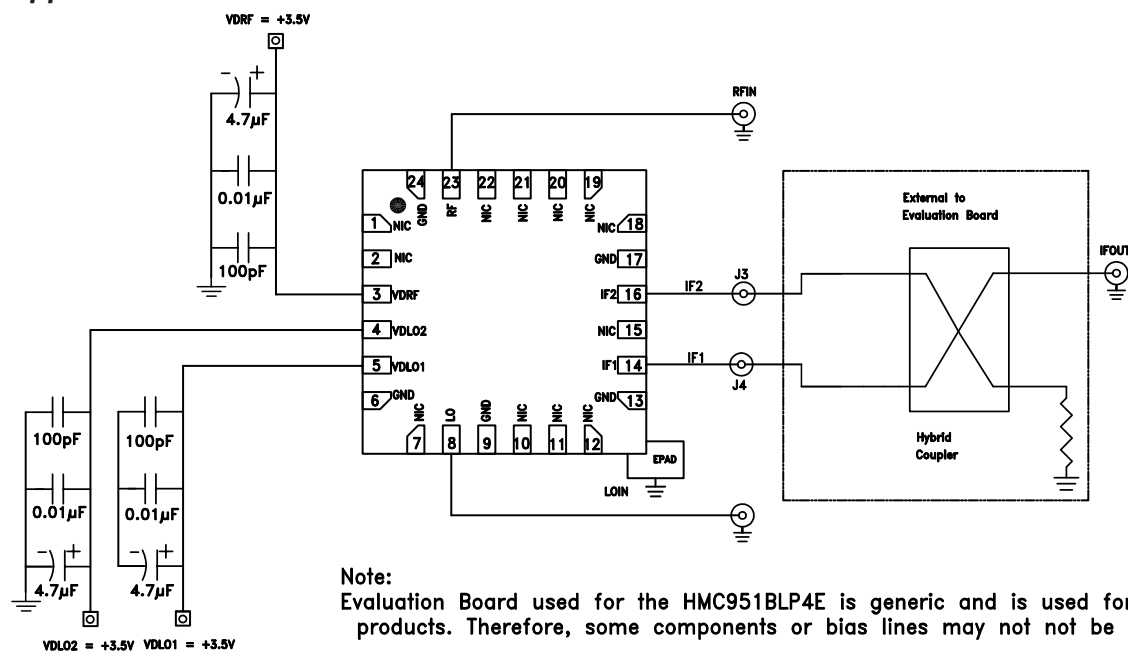 VDRF = +3.5V
- +
4.7µF
0.01µF
100pF
RFIN
24 23 22 21 20 19
GND RF NIC NIC NIC NIC
1 NIC
2 NIC
3 VDRF
4 VDLO2
5 VDLO1
6 GND
NIC 18
GND 17
IF2 16
NIC 15
IF1 14
GND 13
NIC LO GND NIC NIC NIC
7 8 9 10 11 12
IF2
J3
IF1
J4
External to
Evaluation Board
Hybrid
Coupler
IFOUT
EPAD
LOIN
100pF
0.01µF
- +
4.7µF
100pF
0.01µF
- +
4.7µF
VDLO2 = +3.5V VDLO1 = +3.5V
Note:
Evaluation Board used for the HMC951BLP4E is generic and is used for
products. Therefore, some components or bias lines may not not be